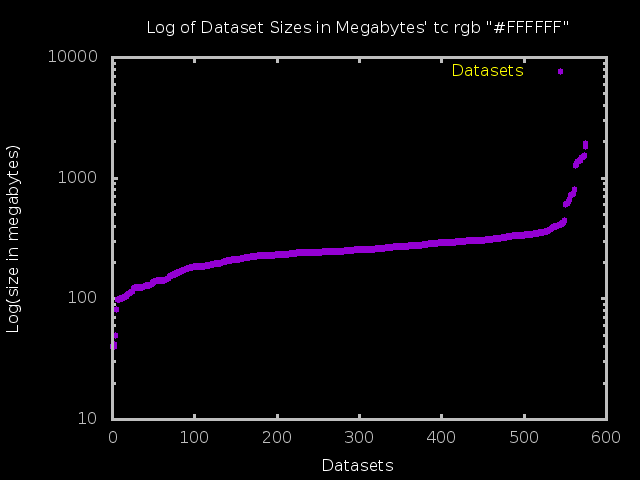 Log of Dataset Sizes in Megabytes' tc rgb "#FFFFFF"
10000
Datasets
1000
Log(size in megabytes)
100
10
0 100 200 300 400 500 600
Datasets